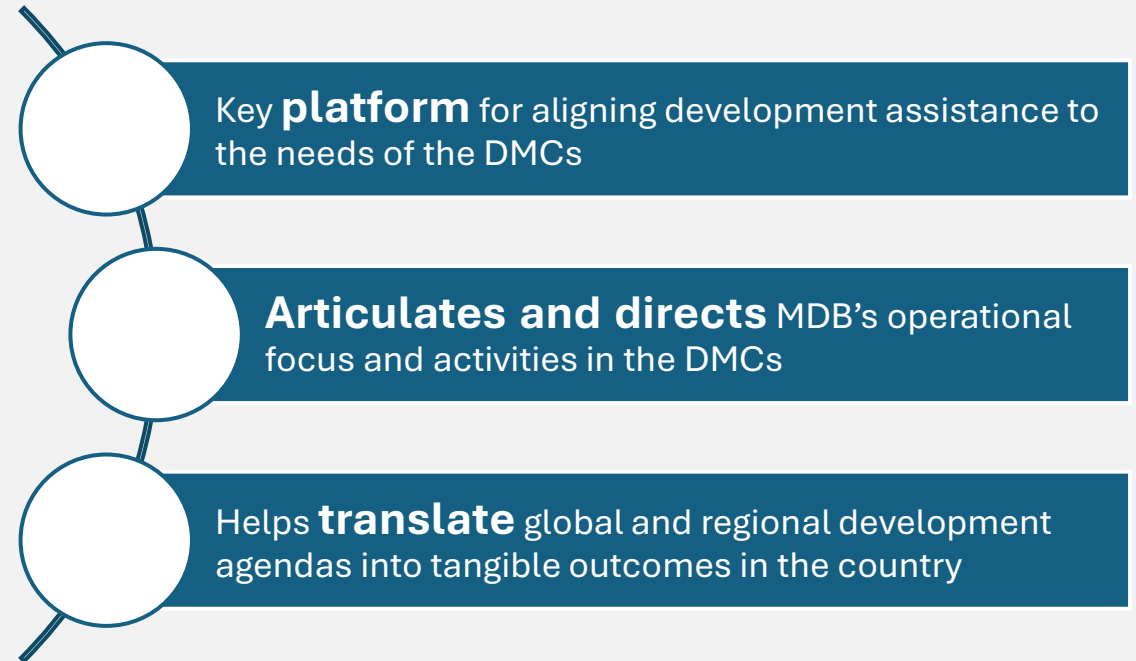 Key platform for aligning development assistance to
the needs of the DMCs
Articulates and directs MDB’s operational
focus and activities in the DMCs
Helps translate global and regional development
agendas into tangible outcomes in the country